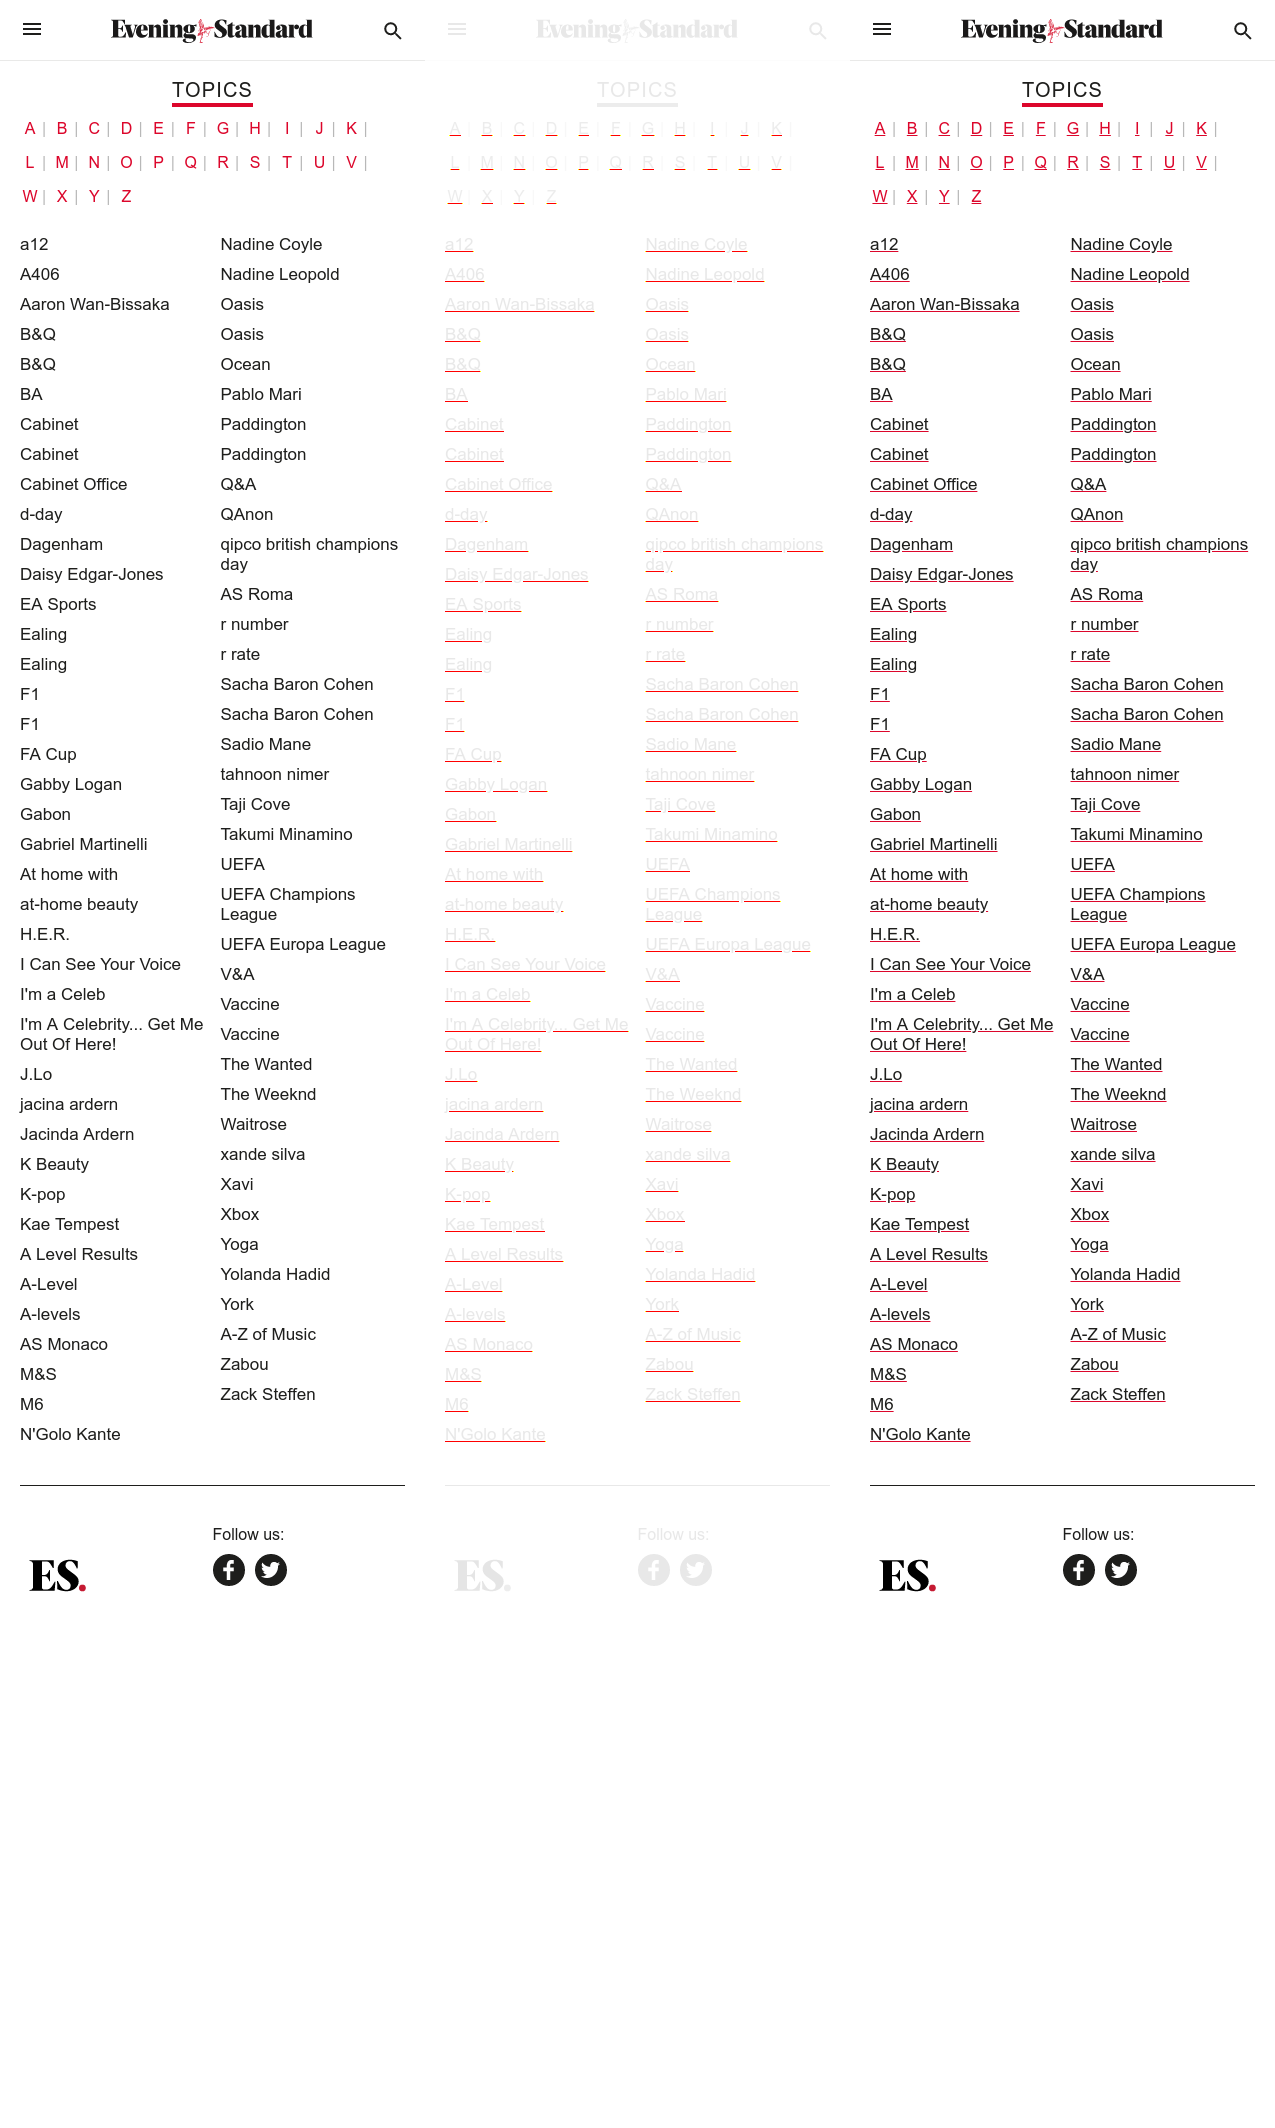 Evening Standard
TOPICS
A | B | C | D | E | F | G | H | I | J | K |
L | M | N | O | P | Q | R | S | T | U | V |
W | X | Y | Z
a12
A406
Aaron Wan-Bissaka
B&Q
B&Q
BA
Cabinet
Cabinet
Cabinet Office
d-day
Dagenham
Daisy Edgar-Jones
EA Sports
Ealing
Ealing
F1
F1
FA Cup
Gabby Logan
Gabon
Gabriel Martinelli
At home with
at-home beauty
H.E.R.
I Can See Your Voice
I'm a Celeb
I'm A Celebrity... Get Me
Out Of Here!
J.Lo
jacina ardern
Jacinda Ardern
K Beauty
K-pop
Kae Tempest
A Level Results
A-Level
A-levels
AS Monaco
M&S
M6
N'Golo Kante
Nadine Coyle
Nadine Leopold
Oasis
Oasis
Ocean
Pablo Mari
Paddington
Paddington
Q&A
QAnon
qipco british champions
day
AS Roma
r number
r rate
Sacha Baron Cohen
Sacha Baron Cohen
Sadio Mane
tahnoon nimer
Taji Cove
Takumi Minamino
UEFA
UEFA Champions
League
UEFA Europa League
V&A
Vaccine
Vaccine
The Wanted
The Weeknd
Waitrose
xande silva
Xavi
Xbox
Yoga
Yolanda Hadid
York
A-Z of Music
Zabou
Zack Steffen
Follow us:
ES.
Evening Standard
TOPICS
A | B | C | D | E | F | G | H | I | J | K |
L | M | N | O | P | Q | R | S | T | U | V |
W | X | Y | Z
a12
A406
Aaron Wan-Bissaka
B&Q
B&Q
BA
Cabinet
Cabinet
Cabinet Office
d-day
Dagenham
Daisy Edgar-Jones
EA Sports
Ealing
Ealing
F1
F1
FA Cup
Gabby Logan
Gabon
Gabriel Martinelli
At home with
at-home beauty
H.E.R.
I Can See Your Voice
I'm a Celeb
I'm A Celebrity... Get Me
Out Of Here!
J.Lo
jacina ardern
Jacinda Ardern
K Beauty
K-pop
Kae Tempest
A Level Results
A-Level
A-levels
AS Monaco
M&S
M6
N'Golo Kante
Nadine Coyle
Nadine Leopold
Oasis
Oasis
Ocean
Pablo Mari
Paddington
Paddington
Q&A
QAnon
qipco british champions
day
AS Roma
r number
r rate
Sacha Baron Cohen
Sacha Baron Cohen
Sadio Mane
tahnoon nimer
Taji Cove
Takumi Minamino
UEFA
UEFA Champions
League
UEFA Europa League
V&A
Vaccine
Vaccine
The Wanted
The Weeknd
Waitrose
xande silva
Xavi
Xbox
Yoga
Yolanda Hadid
York
A-Z of Music
Zabou
Zack Steffen
Follow us:
ES.
Evening Standard
TOPICS
A | B | C | D | E | F | G | H | I | J | K |
L | M | N | O | P | Q | R | S | T | U | V |
W | X | Y | Z
a12
A406
Aaron Wan-Bissaka
B&Q
B&Q
BA
Cabinet
Cabinet
Cabinet Office
d-day
Dagenham
Daisy Edgar-Jones
EA Sports
Ealing
Ealing
F1
F1
FA Cup
Gabby Logan
Gabon
Gabriel Martinelli
At home with
at-home beauty
H.E.R.
I Can See Your Voice
I'm a Celeb
I'm A Celebrity... Get Me
Out Of Here!
J.Lo
jacina ardern
Jacinda Ardern
K Beauty
K-pop
Kae Tempest
A Level Results
A-Level
A-levels
AS Monaco
M&S
M6
N'Golo Kante
Nadine Coyle
Nadine Leopold
Oasis
Oasis
Ocean
Pablo Mari
Paddington
Paddington
Q&A
QAnon
qipco british champions
day
AS Roma
r number
r rate
Sacha Baron Cohen
Sacha Baron Cohen
Sadio Mane
tahnoon nimer
Taji Cove
Takumi Minamino
UEFA
UEFA Champions
League
UEFA Europa League
V&A
Vaccine
Vaccine
The Wanted
The Weeknd
Waitrose
xande silva
Xavi
Xbox
Yoga
Yolanda Hadid
York
A-Z of Music
Zabou
Zack Steffen
Follow us:
ES.